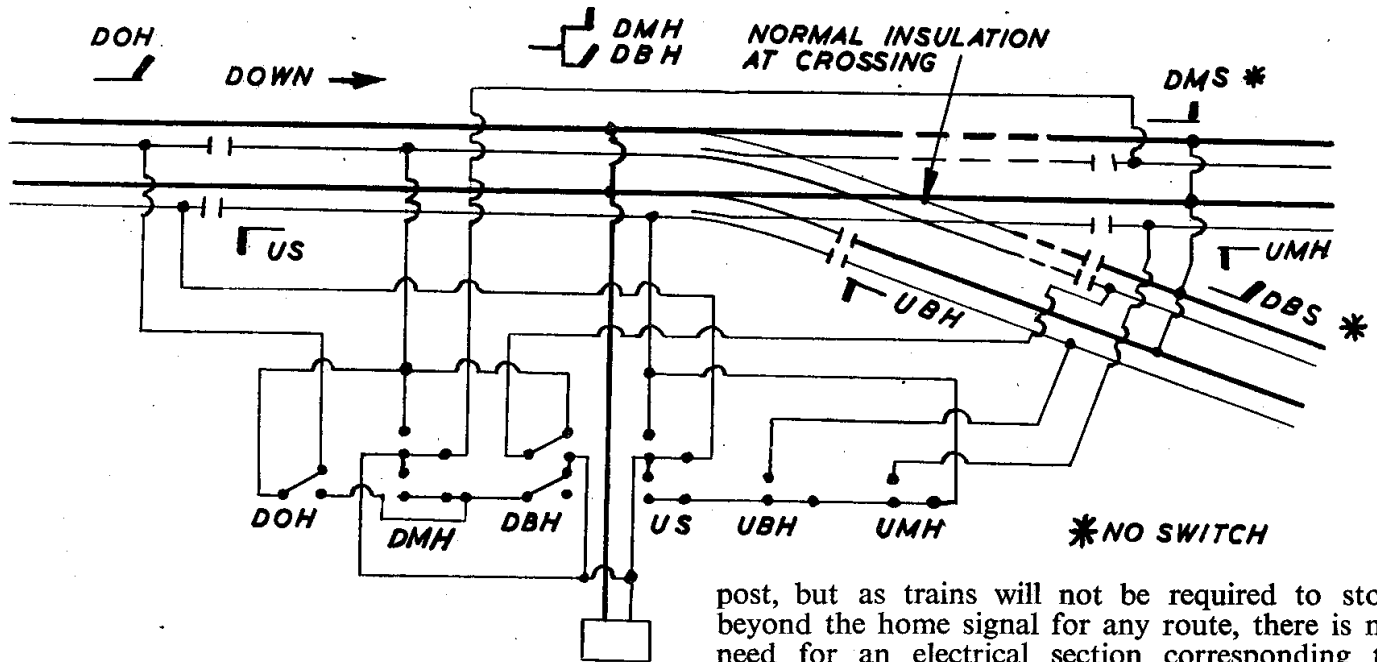 DOH
DOWN
DMH
DBH
NORMAL INSULATION
AT CROSSING
DMS *
US
UBH
UMH
DBS *
DOH
DMH
DBH
US
UBH
UMH
* NO SWITCH
post, but as trains will not be required to
beyond the home signal for any route, there is
need for an electrical section corresponding